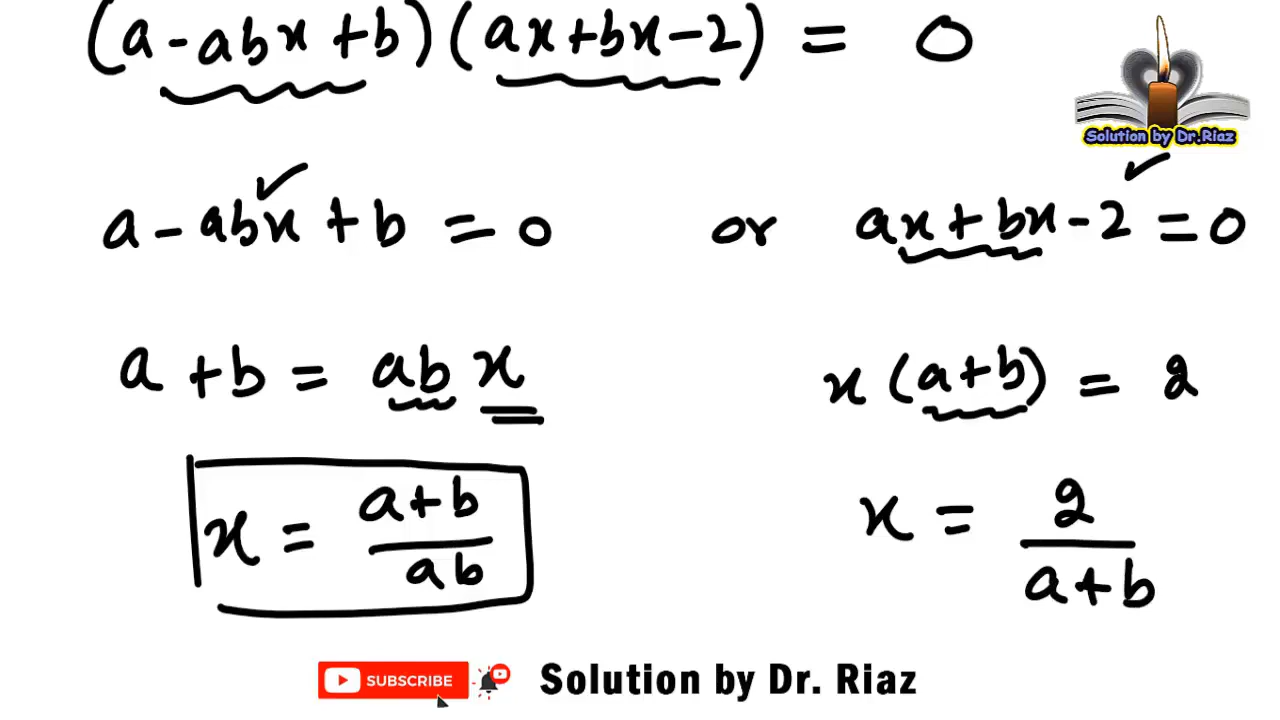 (a - abx + b) (ax + bx - 2) = 0
Solution by Dr.Riaz
a - abx + b = 0 or ax + bx - 2 = 0
a + b = ab x x (a + b) = 2
x = a + b / ab x = 2 / a + b
SUBSCRIBE Solution by Dr. Riaz